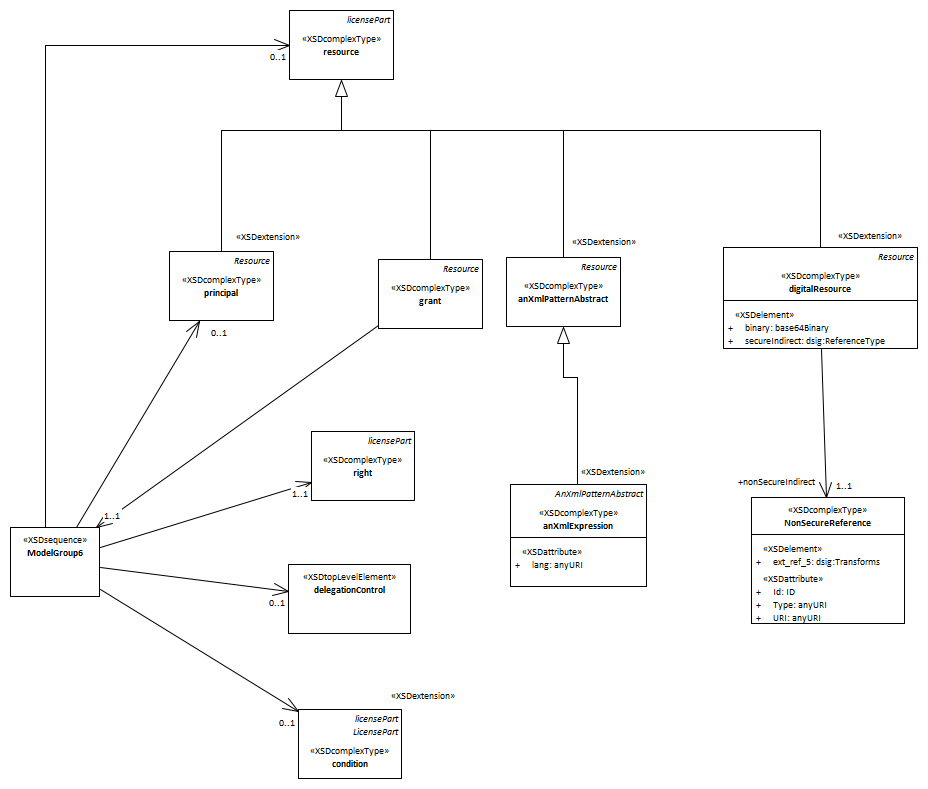 licensePart
«XSDcomplexType»
resource
0..1
«XSDextension»
Resource
«XSDcomplexType»
principal
0..1
Resource
«XSDcomplexType»
grant
«XSDextension»
Resource
«XSDcomplexType»
anXmlPatternAbstract
«XSDextension»
Resource
«XSDcomplexType»
digitalResource
«XSDelement»
+ binary: base64Binary
+ secureIndirect: dsig:ReferenceType
licensePart
«XSDcomplexType»
right
1..1
1..1
«XSDextension»
AnXmlPatternAbstract
«XSDcomplexType»
anXmlExpression
«XSDattribute»
+ lang: anyURI
+nonSecureIndirect
1..1
«XSDcomplexType»
NonSecureReference
«XSDelement»
+ ext_ref_5: dsig:Transforms
«XSDattribute»
+ Id: ID
+ Type: anyURI
+ URI: anyURI
«XSDsequence»
ModelGroup6
«XSDtopLevelElement»
delegationControl
0..1
«XSDextension»
0..1
licensePart
LicensePart
«XSDcomplexType»
condition